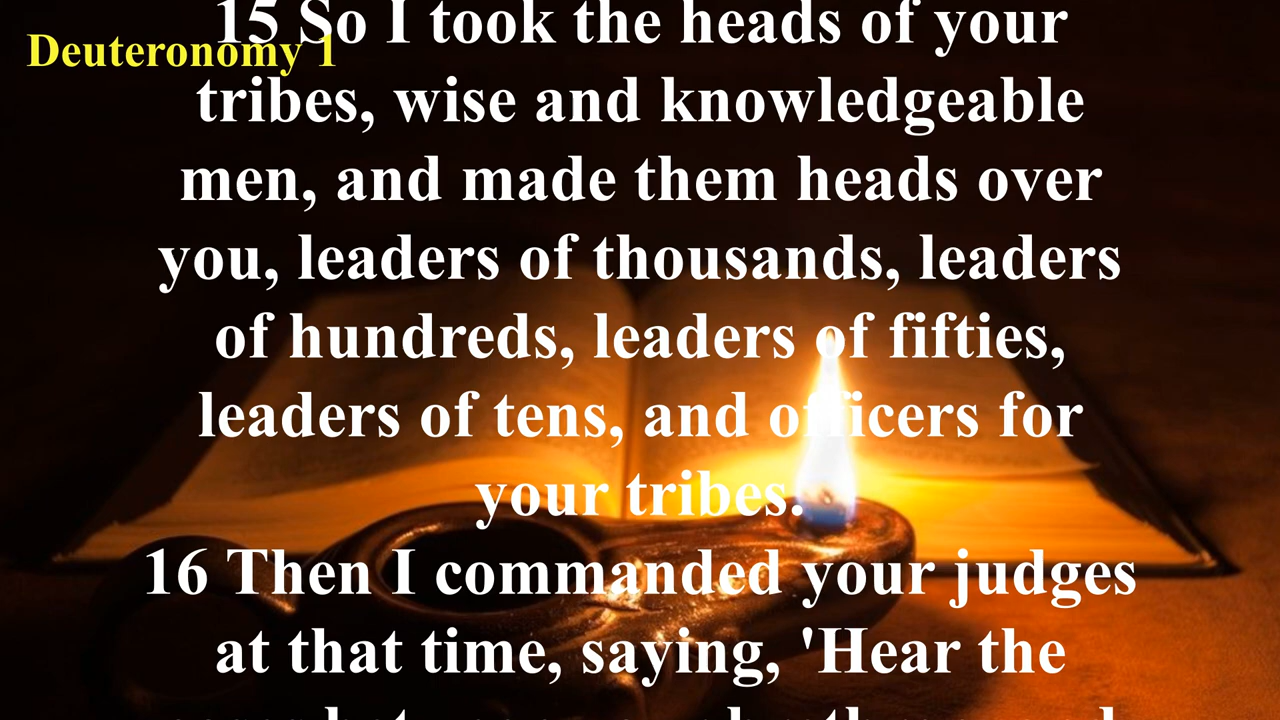 Deuteronomy 1
15 So I took the heads of your
tribes, wise and knowledgeable
men, and made them heads over
you, leaders of thousands, leaders
of hundreds, leaders of fifties,
leaders of tens, and officers for
your tribes.
16 Then I commanded your judges
at that time, saying, 'Hear the